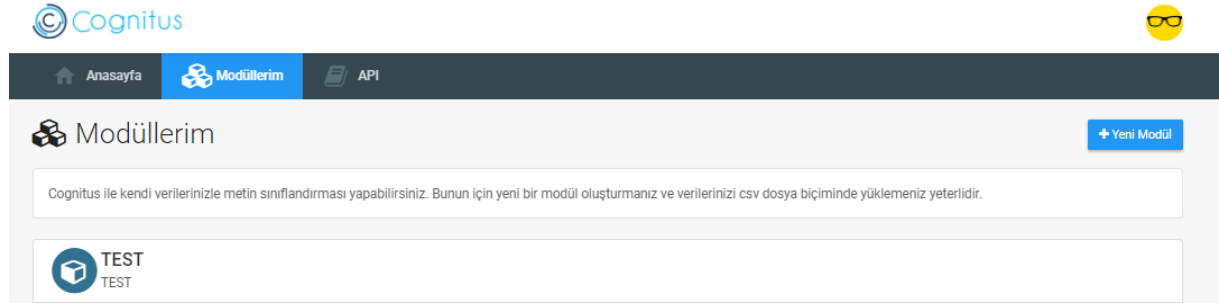 Cognitus
Anasayfa Modüllerim API
Modüllerim
+ Yeni Modül
Cognitus ile kendi verilerinizle metin sınıflandırması yapabilirsiniz. Bunun için yeni bir modül oluşturmanız ve verilerinizi csv dosya biçiminde yüklemeniz yeterlidir.
TEST
TEST